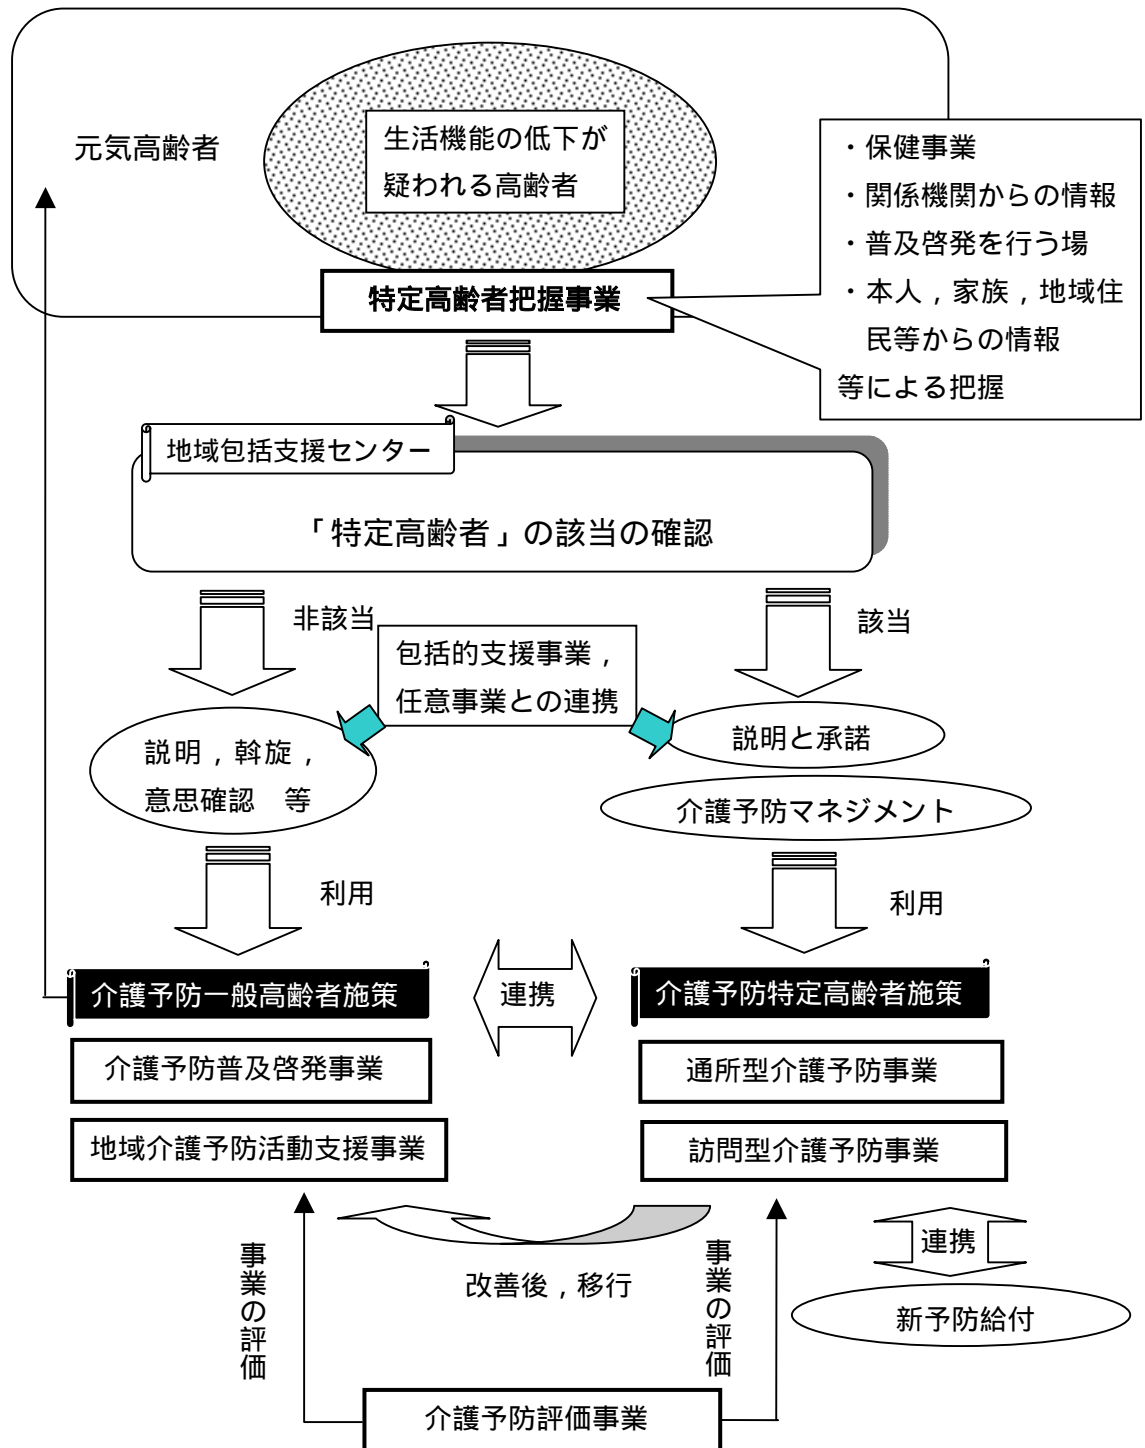 元気高齢者
生活機能の低下が
疑われる高齢者
・保健事業
・関係機関からの情報
・普及啓発を行う場
・本人，家族，地域住
民等からの情報
等による把握
特定高齢者把握事業
地域包括支援センター
「特定高齢者」の該当の確認
非該当
該当
包括的支援事業，
任意事業との連携
説明，斡旋，
意思確認　等
説明と承諾
介護予防マネジメント
利用
利用
介護予防一般高齢者施策
連携
介護予防特定高齢者施策
介護予防普及啓発事業
通所型介護予防事業
地域介護予防活動支援事業
訪問型介護予防事業
事業の評価
改善後，移行
事業の評価
連携
新予防給付
介護予防評価事業